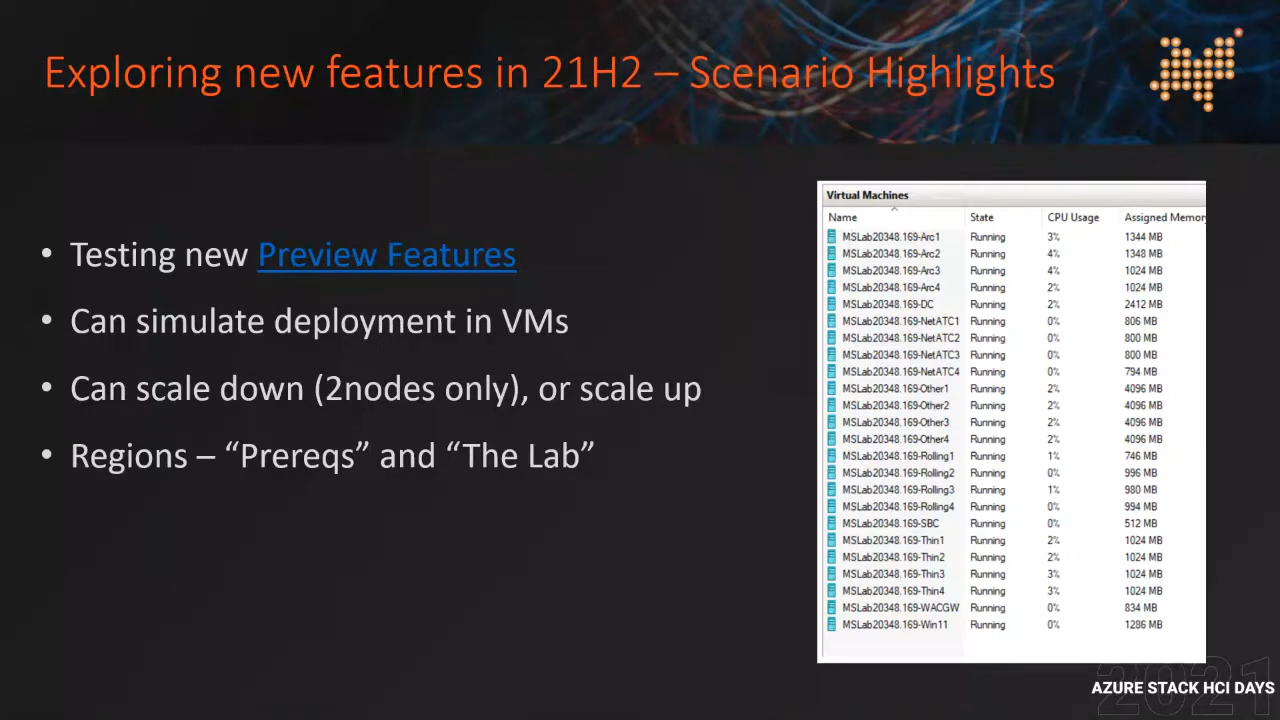 Exploring new features in 21H2 – Scenario Highlights
• Testing new Preview Features
• Can simulate deployment in VMs
• Can scale down (2nodes only), or scale up
• Regions – “Prereqs” and “The Lab”
Virtual Machines
Name State CPU Usage Assigned Memory
MSLab20348.169-Arc1 Running 3% 1344 MB
MSLab20348.169-Arc2 Running 4% 1348 MB
MSLab20348.169-Arc3 Running 4% 1024 MB
MSLab20348.169-Arc4 Running 2% 1024 MB
MSLab20348.169-DC Running 2% 2412 MB
MSLab20348.169-NetATC1 Running 0% 806 MB
MSLab20348.169-NetATC2 Running 0% 800 MB
MSLab20348.169-NetATC3 Running 0% 800 MB
MSLab20348.169-NetATC4 Running 0% 794 MB
MSLab20348.169-Other1 Running 2% 4096 MB
MSLab20348.169-Other2 Running 2% 4096 MB
MSLab20348.169-Other3 Running 2% 4096 MB
MSLab20348.169-Other4 Running 2% 4096 MB
MSLab20348.169-Rolling1 Running 1% 746 MB
MSLab20348.169-Rolling2 Running 0% 996 MB
MSLab20348.169-Rolling3 Running 1% 980 MB
MSLab20348.169-Rolling4 Running 0% 994 MB
MSLab20348.169-SBC Running 0% 512 MB
MSLab20348.169-Thin1 Running 2% 1024 MB
MSLab20348.169-Thin2 Running 2% 1024 MB
MSLab20348.169-Thin3 Running 3% 1024 MB
MSLab20348.169-Thin4 Running 3% 1024 MB
MSLab20348.169-WACGW Running 0% 834 MB
MSLab20348.169-Win11 Running 0% 1286 MB
2021
AZURE STACK HCI DAYS